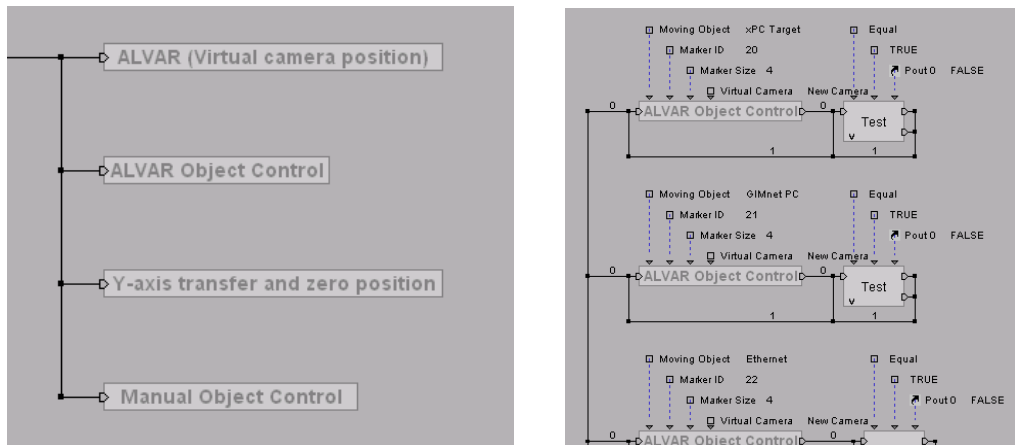 ALVAR (Virtual camera position)
ALVAR Object Control
Y-axis transfer and zero position
Manual Object Control
Moving Object xPC Target Equal
Marker ID 20 TRUE
Marker Size 4 Pout 0 FALSE
Virtual Camera New Camera
0 ALVAR Object Control 0 Test
1 1
Moving Object GIMnet PC Equal
Marker ID 21 TRUE
Marker Size 4 Pout 0 FALSE
Virtual Camera New Camera
0 ALVAR Object Control 0 Test
1 1
Moving Object Ethernet Equal
Marker ID 22 TRUE
Marker Size 4 Pout 0 FALSE
Virtual Camera New Camera
0 ALVAR Object Control 0